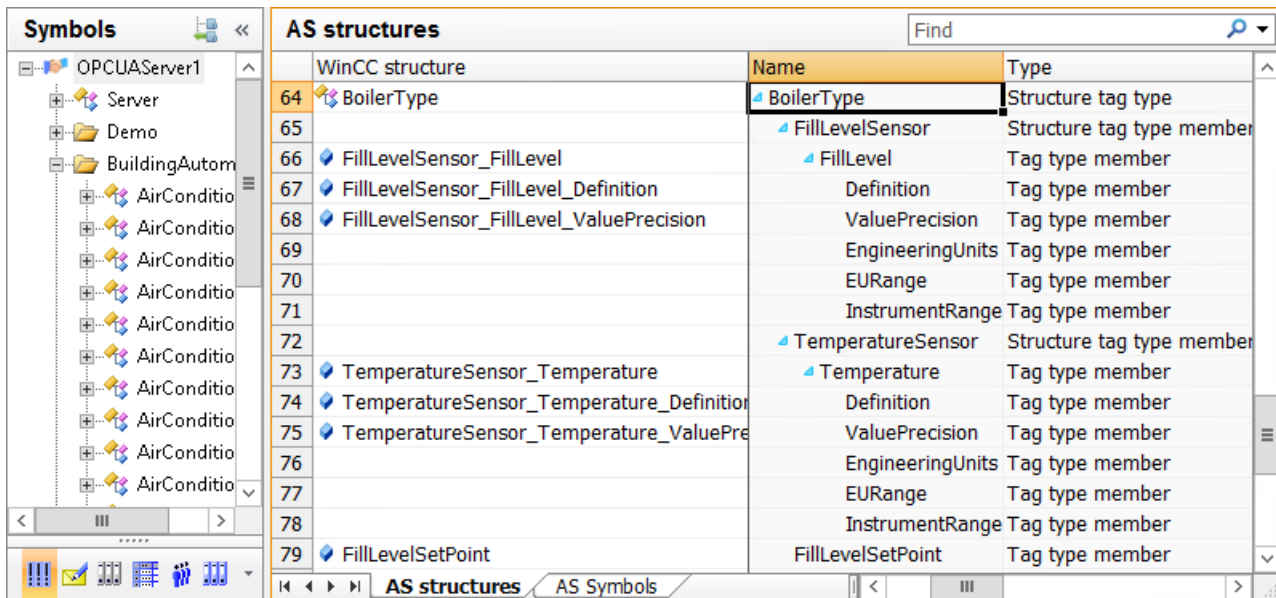 Symbols
OPCUAServer1
Server
Demo
BuildingAutom
AirConditio
AirConditio
AirConditio
AirConditio
AirConditio
AirConditio
AirConditio
AirConditio
AirConditio
AirConditio
AS structures Find
WinCC structure Name Type
64 BoilerType BoilerType Structure tag type
65 FillLevelSensor Structure tag type member
66 FillLevelSensor_FillLevel FillLevel Tag type member
67 FillLevelSensor_FillLevel_Definition Definition Tag type member
68 FillLevelSensor_FillLevel_ValuePrecision ValuePrecision Tag type member
69 EngineeringUnits Tag type member
70 EURange Tag type member
71 InstrumentRange Tag type member
72 TemperatureSensor Structure tag type member
73 TemperatureSensor_Temperature Temperature Tag type member
74 TemperatureSensor_Temperature_Definition Definition Tag type member
75 TemperatureSensor_Temperature_ValuePre ValuePrecision Tag type member
76 EngineeringUnits Tag type member
77 EURange Tag type member
78 InstrumentRange Tag type member
79 FillLevelSetPoint FillLevelSetPoint Tag type member
AS structures AS Symbols